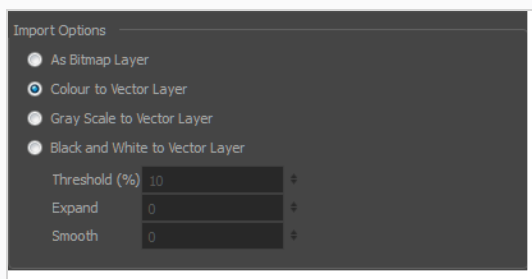 Import Options
As Bitmap Layer
Colour to Vector Layer
Gray Scale to Vector Layer
Black and White to Vector Layer
Threshold (%) 10
Expand 0
Smooth 0